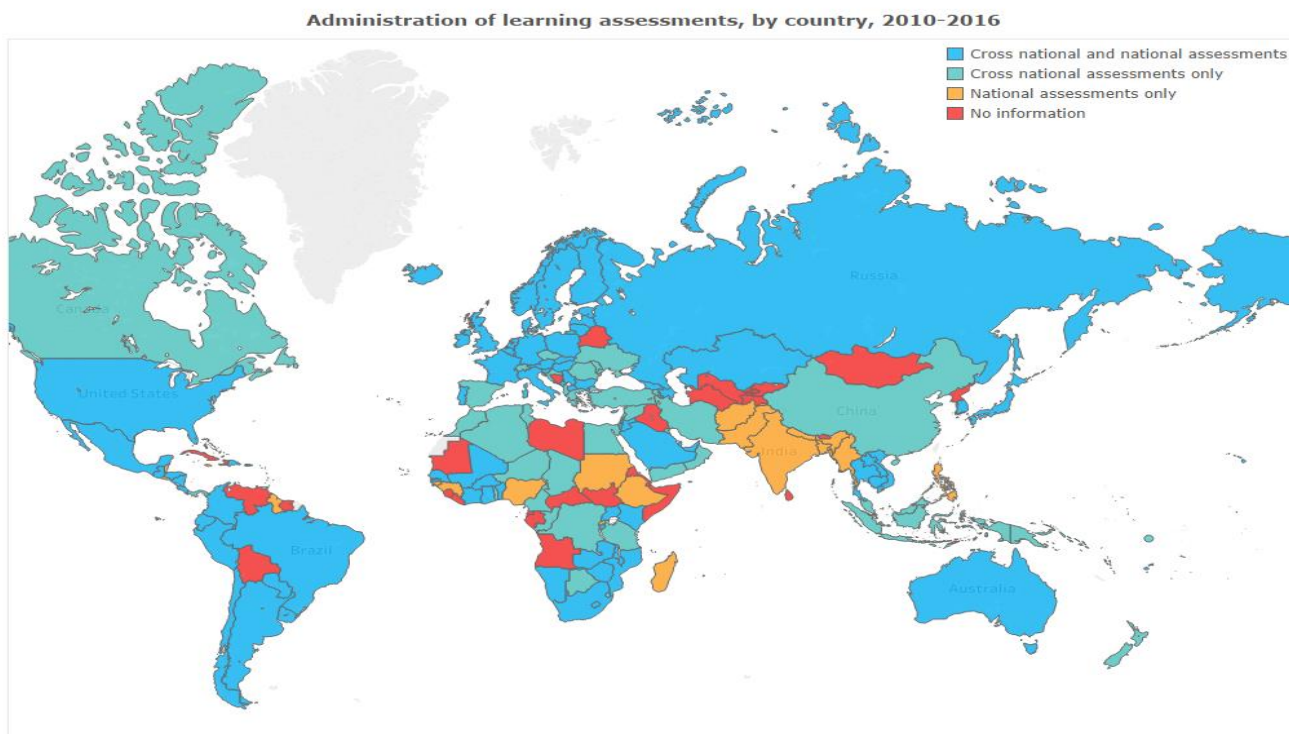 Administration of learning assessments, by country, 2010-2016
Cross national and national assessments
Cross national assessments only
National assessments only
No information
Russia
Canada
United States
China
India
Brazil
Australia